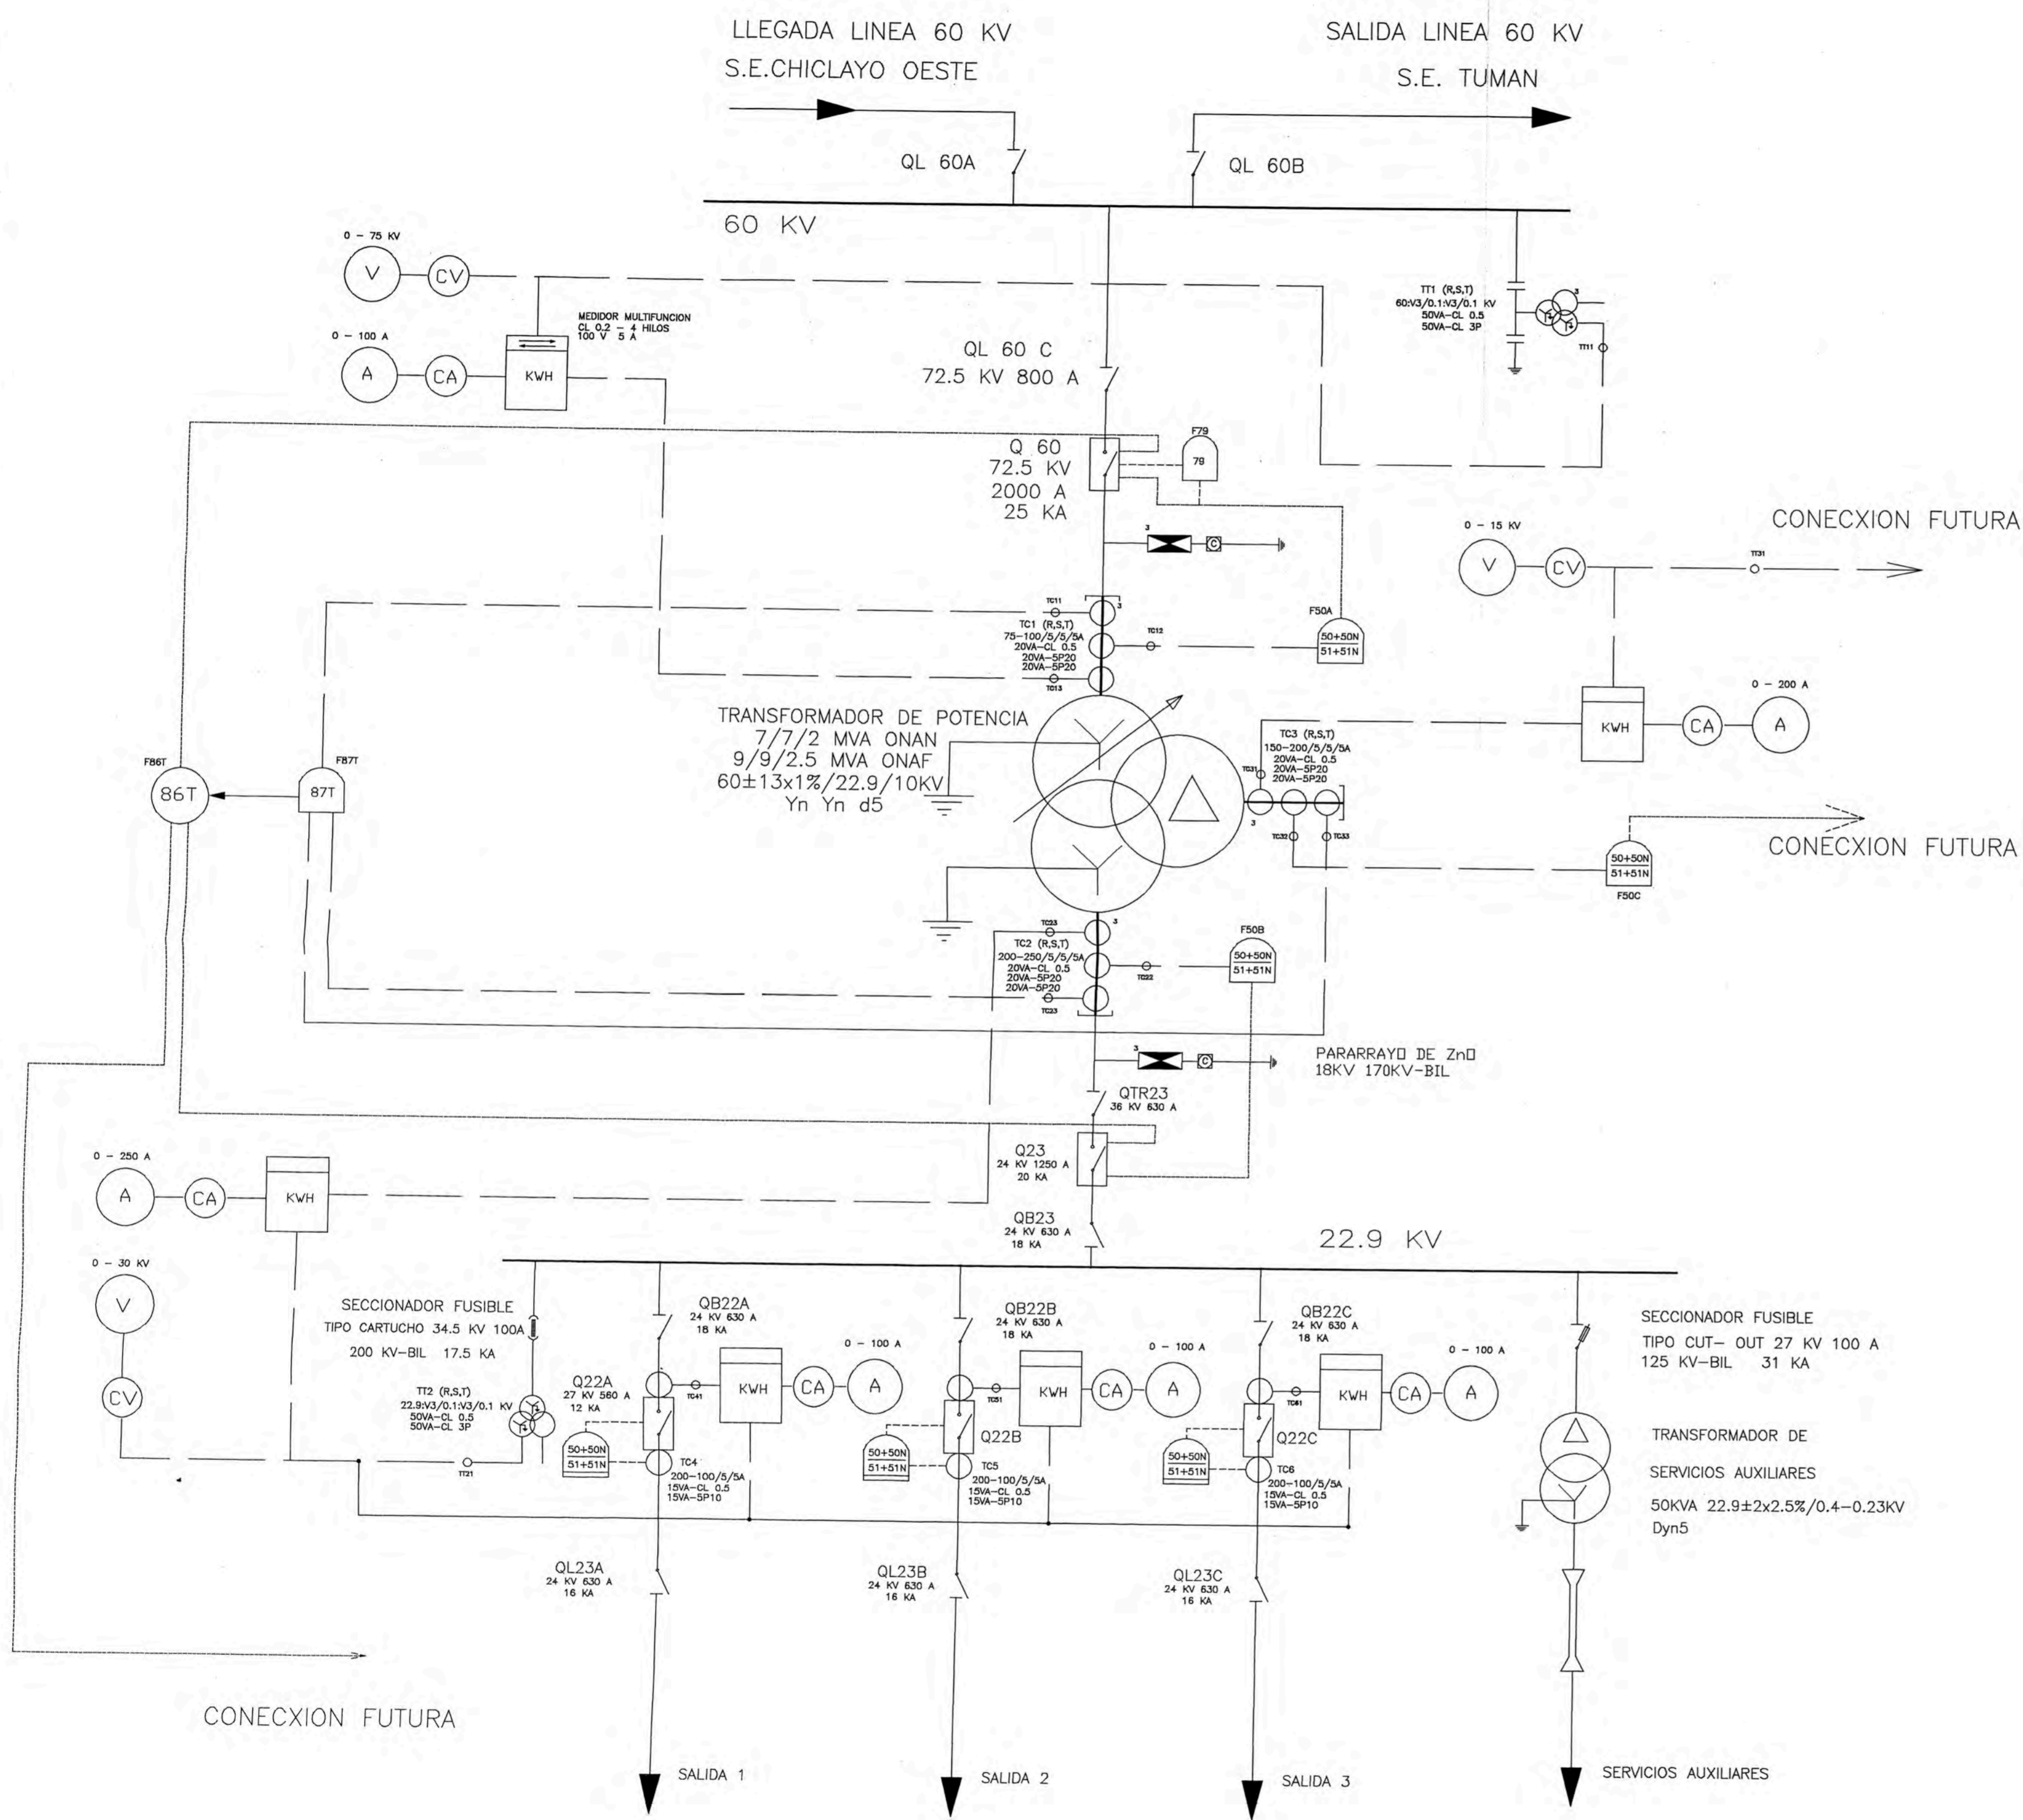 LLEGADA LINEA 60 KV
S.E.CHICLAYO OESTE
SALIDA LINEA 60 KV
S.E. TUMAN
QL 60A
QL 60B
60 KV
0 - 75 KV
V
CV
MEDIDOR MULTIFUNCION
CL 0.2 - 4 HILOS
100 V 5 A
0 - 100 A
A
CA
KWH
TT1 (R,S,T)
60:V3/0.1:V3/0.1 KV
50VA-CL 0.5
50VA-CL 3P
3
TT11
QL 60 C
72.5 KV 800 A
Q 60
72.5 KV
2000 A
25 KA
F79
79
3
C
0 - 15 KV
V
CV
TT31
CONECXION FUTURA
TC11
3
TC1 (R,S,T)
75-100/5/5/5A
20VA-CL 0.5
20VA-5P20
20VA-5P20
TC13
TC12
F50A
50+50N
51+51N
TRANSFORMADOR DE POTENCIA
7/7/2 MVA ONAN
9/9/2.5 MVA ONAF
60±13x1%/22.9/10KV
Yn Yn d5
TC3 (R,S,T)
150-200/5/5/5A
20VA-CL 0.5
20VA-5P20
20VA-5P20
TC31
3
TC32
TC33
KWH
CA
0 - 200 A
A
F86T
86T
F87T
87T
CONECXION FUTURA
50+50N
51+51N
F50C
TC23
3
TC2 (R,S,T)
200-250/5/5/5A
20VA-CL 0.5
20VA-5P20
20VA-5P20
TC23
TC22
F50B
50+50N
51+51N
3
C
PARARRAYO DE ZnO
18KV 170KV-BIL
QTR23
36 KV 630 A
Q23
24 KV 1250 A
20 KA
QB23
24 KV 630 A
18 KA
22.9 KV
0 - 250 A
A
CA
KWH
0 - 30 KV
V
CV
SECCIONADOR FUSIBLE
TIPO CARTUCHO 34.5 KV 100A
200 KV-BIL 17.5 KA
TT2 (R,S,T)
22.9:V3/0.1:V3/0.1 KV
50VA-CL 0.5
50VA-CL 3P
TT21
QB22A
24 KV 630 A
18 KA
Q22A
27 KV 560 A
12 KA
TC41
KWH
CA
0 - 100 A
A
50+50N
51+51N
TC4
200-100/5/5A
15VA-CL 0.5
15VA-5P10
QB22B
24 KV 630 A
18 KA
TC51
KWH
CA
0 - 100 A
A
Q22B
50+50N
51+51N
TC5
200-100/5/5A
15VA-CL 0.5
15VA-5P10
QB22C
24 KV 630 A
18 KA
TC61
KWH
CA
0 - 100 A
A
Q22C
50+50N
51+51N
TC6
200-100/5/5A
15VA-CL 0.5
15VA-5P10
SECCIONADOR FUSIBLE
TIPO CUT- OUT 27 KV 100 A
125 KV-BIL 31 KA
TRANSFORMADOR DE
SERVICIOS AUXILIARES
50KVA 22.9±2x2.5%/0.4-0.23KV
Dyn5
QL23A
24 KV 630 A
16 KA
QL23B
24 KV 630 A
16 KA
QL23C
24 KV 630 A
16 KA
CONECXION FUTURA
SALIDA 1
SALIDA 2
SALIDA 3
SERVICIOS AUXILIARES